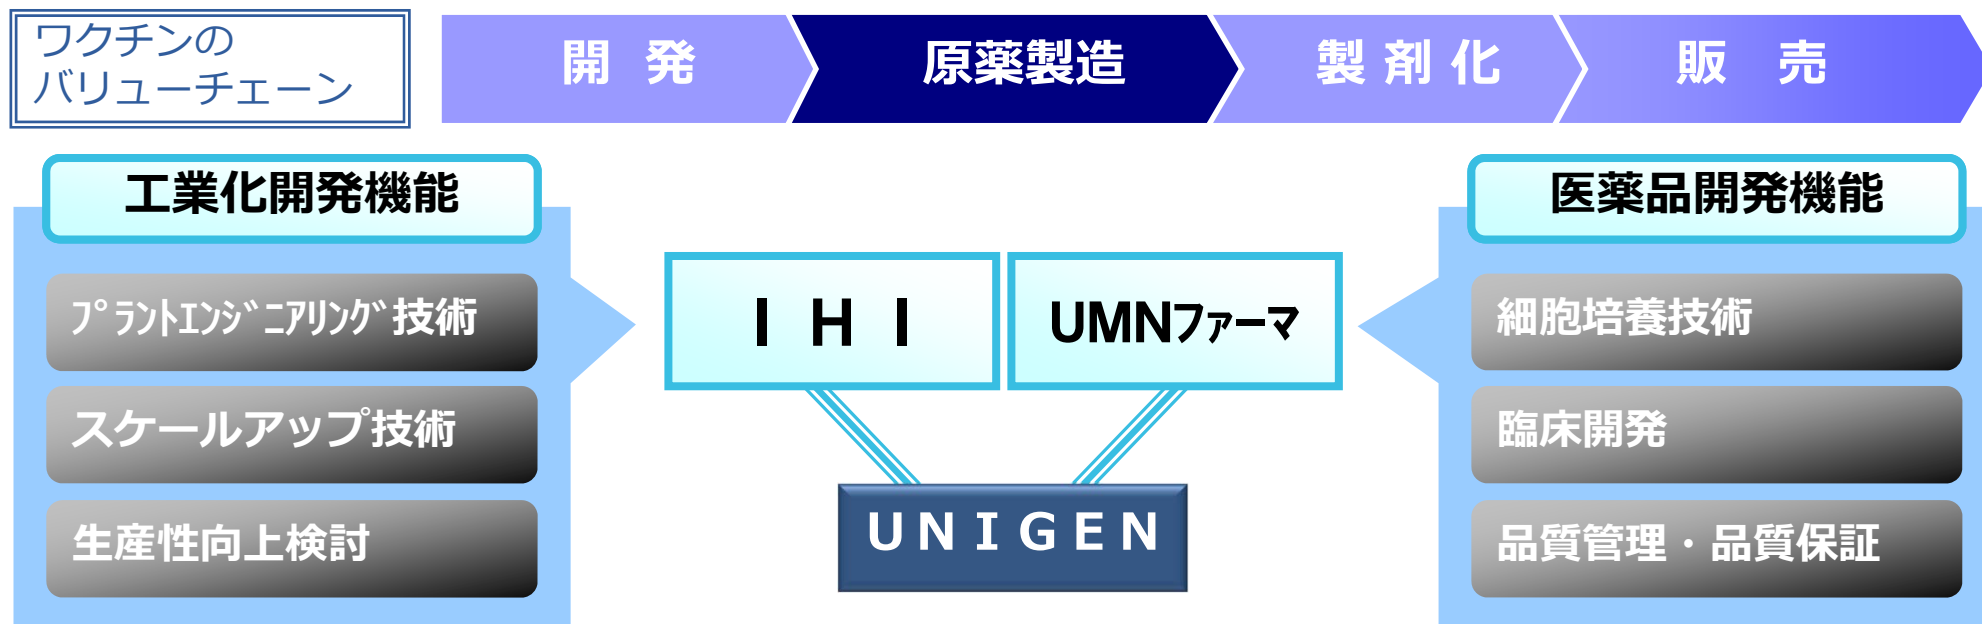 ワクチンの
バリューチェーン
開　発
原薬製造
製 剤 化
販　売
工業化開発機能
ﾌﾟﾗﾝﾄｴﾝｼﾞﾆｱﾘﾝｸﾞ技術
スケールアップ技術
生産性向上検討
ＩＨＩ
UMNファーマ
ＵＮＩＧＥＮ
医薬品開発機能
細胞培養技術
臨床開発
品質管理・品質保証